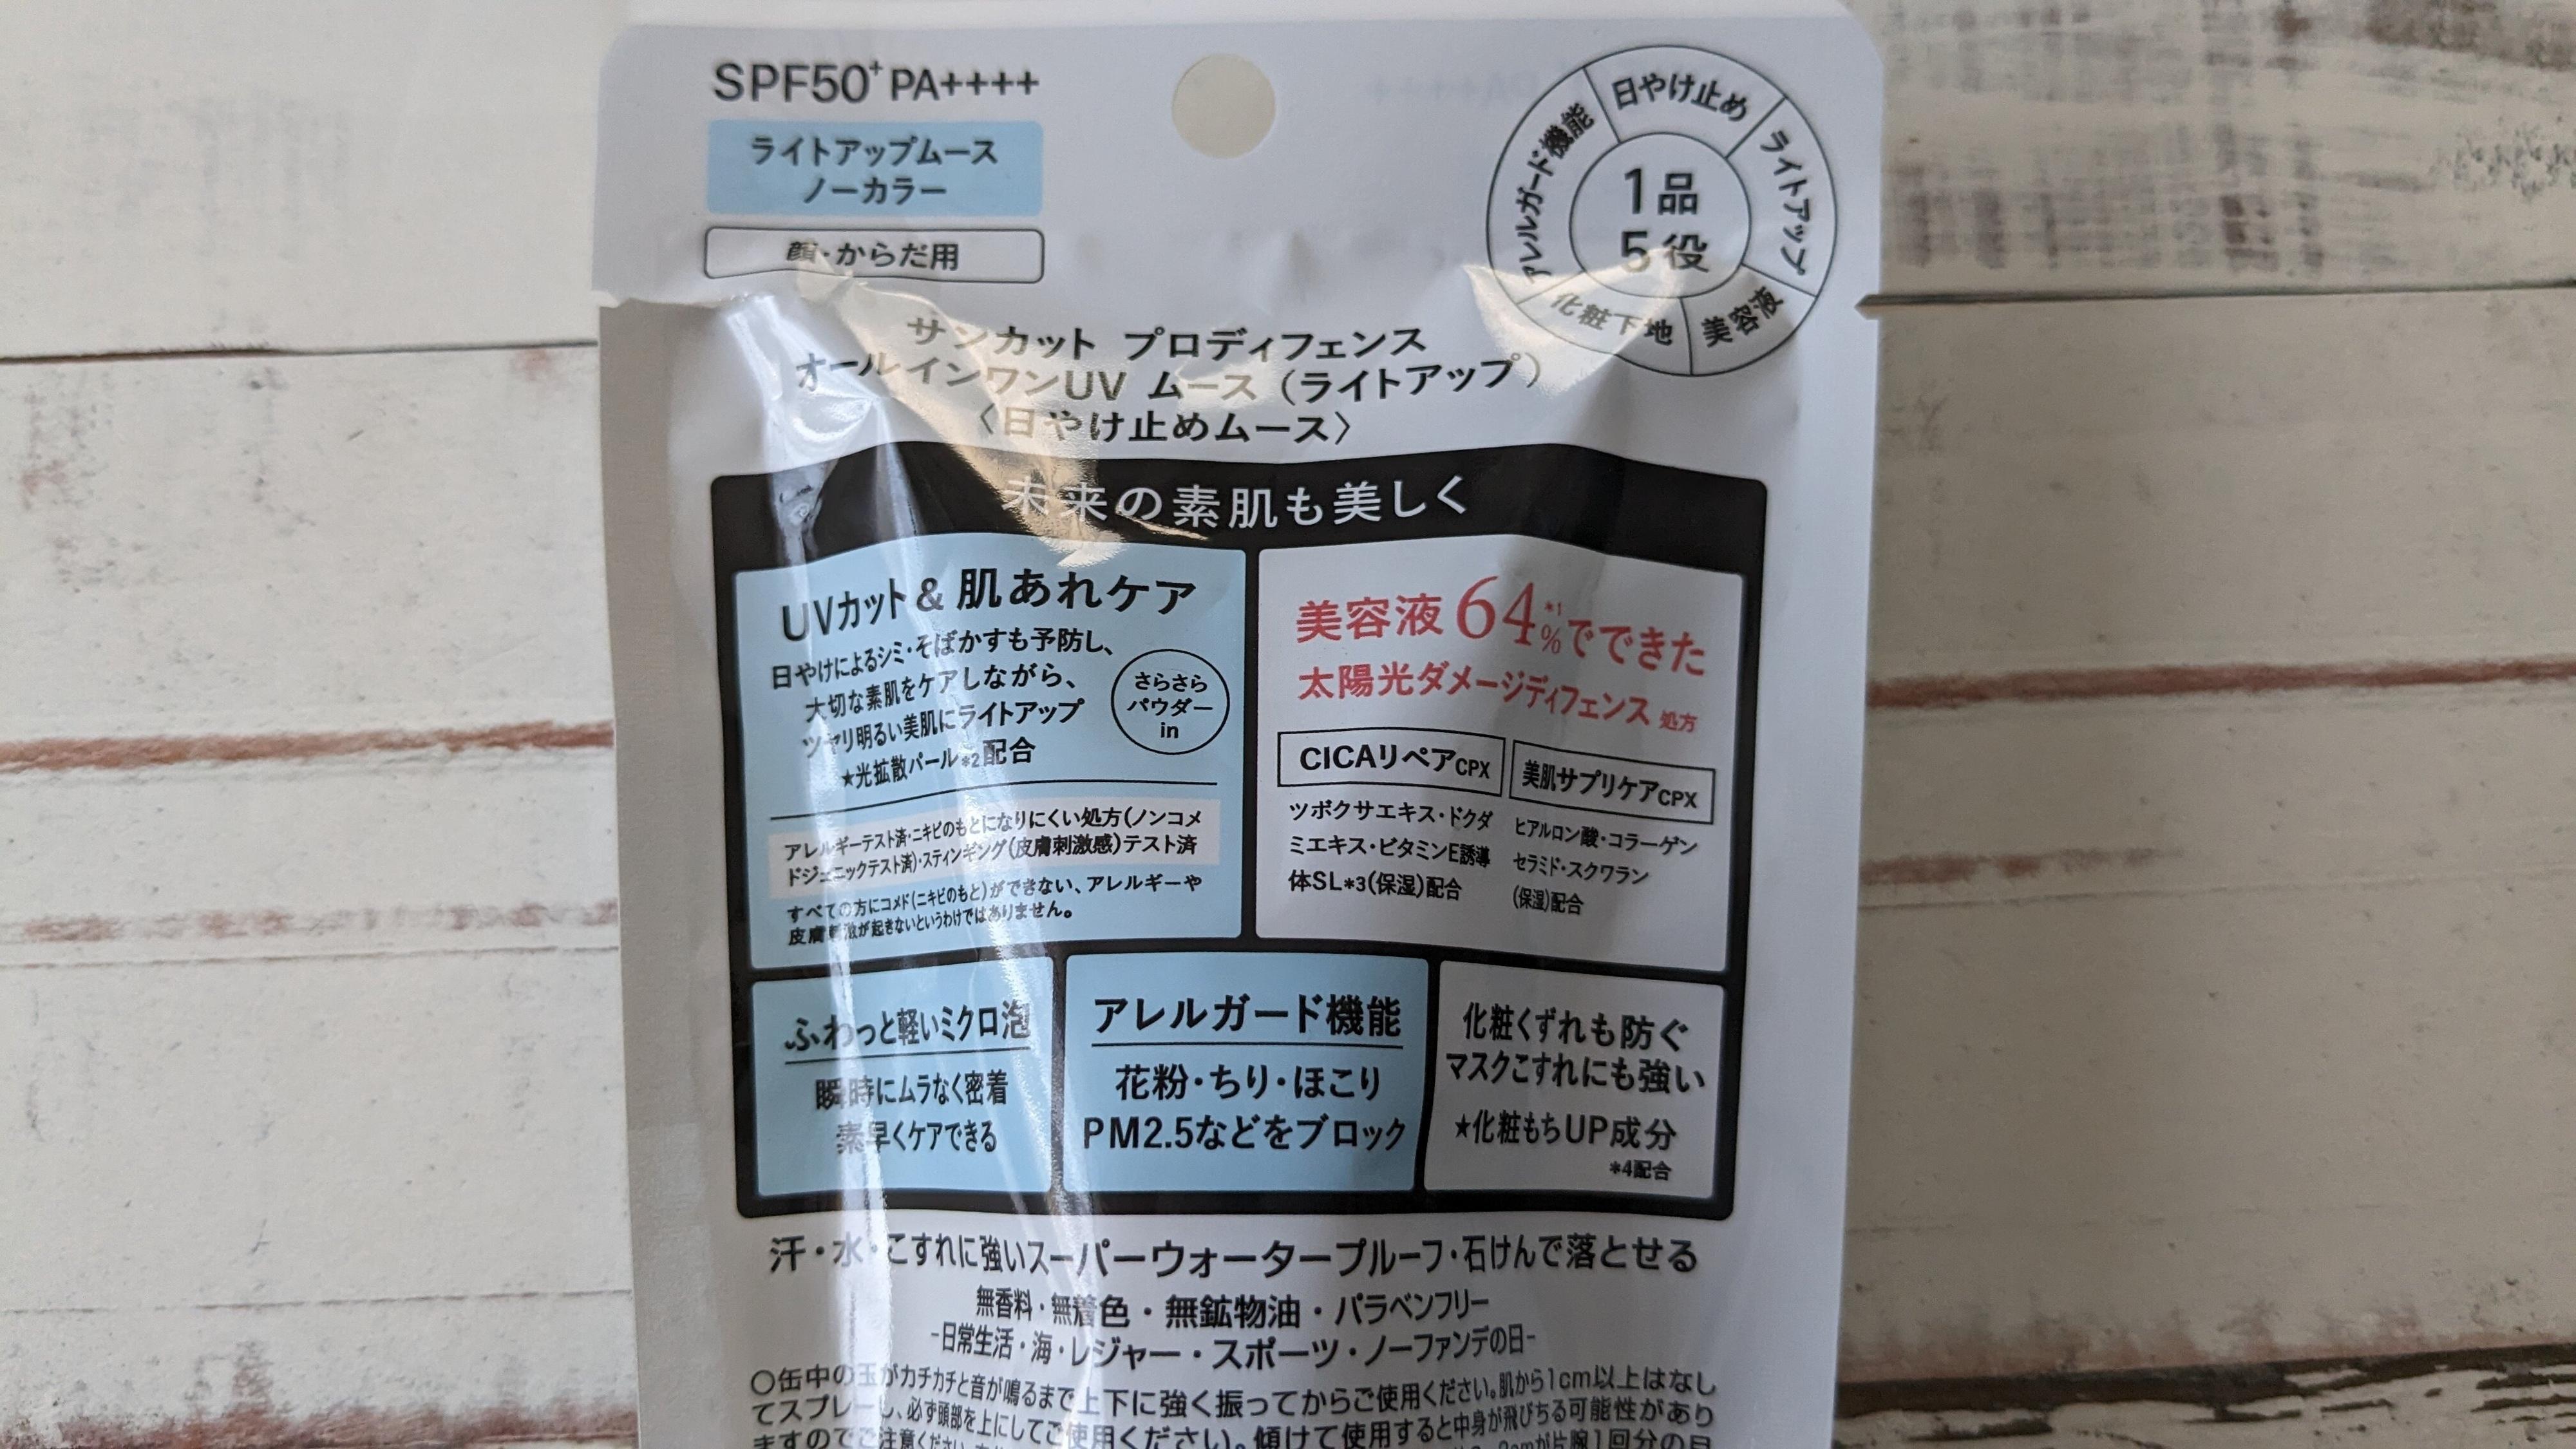 SPF50+ PA++++
ライトアップムース
ノーカラー
顔・からだ用
日やけ止め
ライトアップ
美容液
化粧下地
アレルガード機能
1品
5役
サンカット プロディフェンス
オールインワンUV ムース（ライトアップ）
〈日やけ止めムース〉
未来の素肌も美しく
UVカット&肌あれケア
日やけによるシミ・そばかすも予防し、
大切な素肌をケアしながら、
ツヤリ明るい美肌にライトアップ
★光拡散パール*2配合
さらさら
パウダー
in
アレルギーテスト済・ニキビのもとになりにくい処方(ノンコメ
ドジェニックテスト済)・スティンギング(皮膚刺激感)テスト済
すべての方にコメド(ニキビのもと)ができない、アレルギーや
皮膚刺激が起きないというわけではありません。
美容液64%*1でできた
太陽光ダメージディフェンス 処方
CICAリペアCPX
ツボクサエキス・ドクダ
ミエキス・ビタミンE誘導
体SL*3(保湿)配合
美肌サプリケアCPX
ヒアルロン酸・コラーゲン
セラミド・スクワラン
(保湿)配合
ふわっと軽いミクロ泡
瞬時にムラなく密着
素早くケアできる
アレルガード機能
花粉・ちり・ほこり
PM2.5などをブロック
化粧くずれも防ぐ
マスクこすれにも強い
★化粧もちUP成分
*4配合
汗・水・こすれに強いスーパーウォータープルーフ・石けんで落とせる
無香料・無着色・無鉱物油・パラベンフリー
-日常生活・海・レジャー・スポーツ・ノーファンデの日-
○缶中の玉がカチカチと音が鳴るまで上下に強く振ってからご使用ください。肌から1cm以上はなし
てスプレーし、必ず頭部を上にしてご使用ください。傾けて使用すると中身が飛びちる可能性があり
ますのでご注意ください。